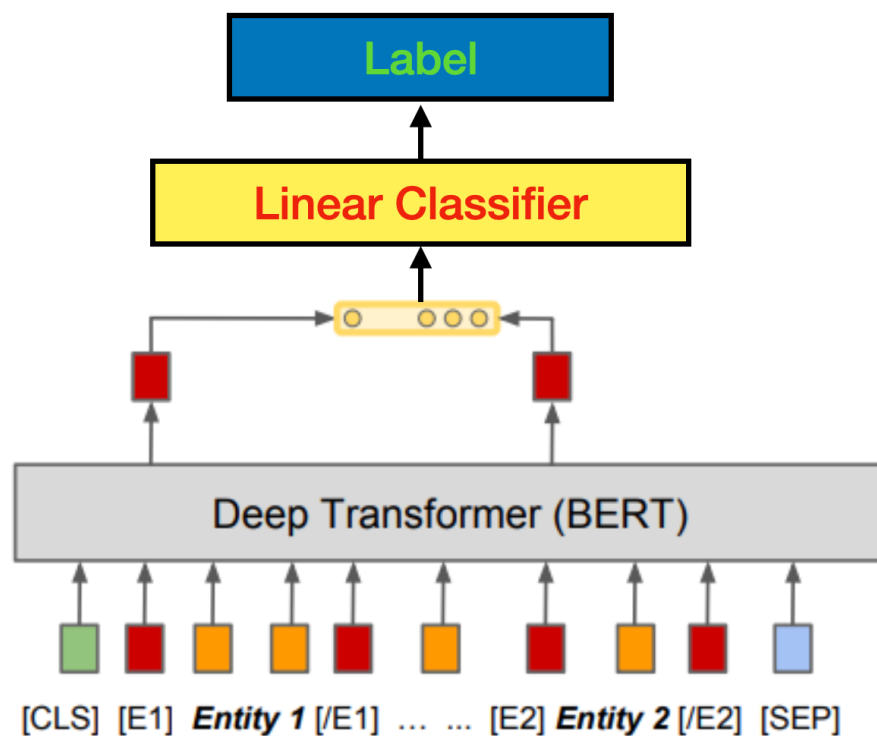 Label
Linear Classifier
Deep Transformer (BERT)
[CLS] [E1] Entity 1 [/E1] ... ... [E2] Entity 2 [/E2] [SEP]